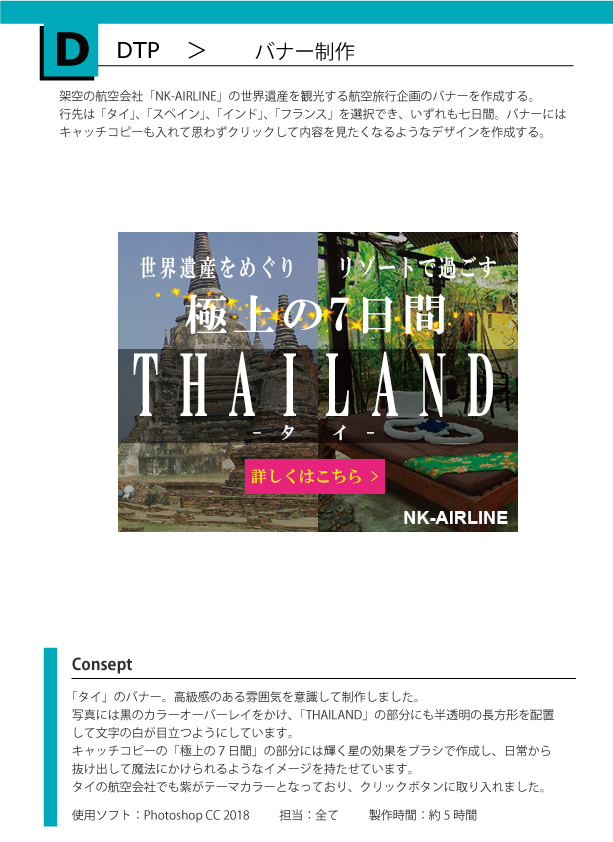 D
DTP > バナー制作
架空の航空会社「NK-AIRLINE」の世界遺産を観光する航空旅行企画のバナーを作成する。
行先は「タイ」、「スペイン」、「インド」、「フランス」を選択でき、いずれも七日間。バナーには
キャッチコピーも入れて思わずクリックして内容を見たくなるようなデザインを作成する。
世界遺産をめぐり リゾートで過ごす
極上の7日間
THAILAND
-タイ-
詳しくはこちら >
NK-AIRLINE
Consept
「タイ」のバナー。高級感のある雰囲気を意識して制作しました。
写真には黒のカラーオーバーレイをかけ、「THAILAND」の部分にも半透明の長方形を配置
して文字の白が目立つようにしています。
キャッチコピーの「極上の７日間」の部分には輝く星の効果をブラシで作成し、日常から
抜け出して魔法にかけられるようなイメージを持たせています。
タイの航空会社でも紫がテーマカラーとなっており、クリックボタンに取り入れました。
使用ソフト：Photoshop CC 2018 担当：全て 製作時間：約 5 時間